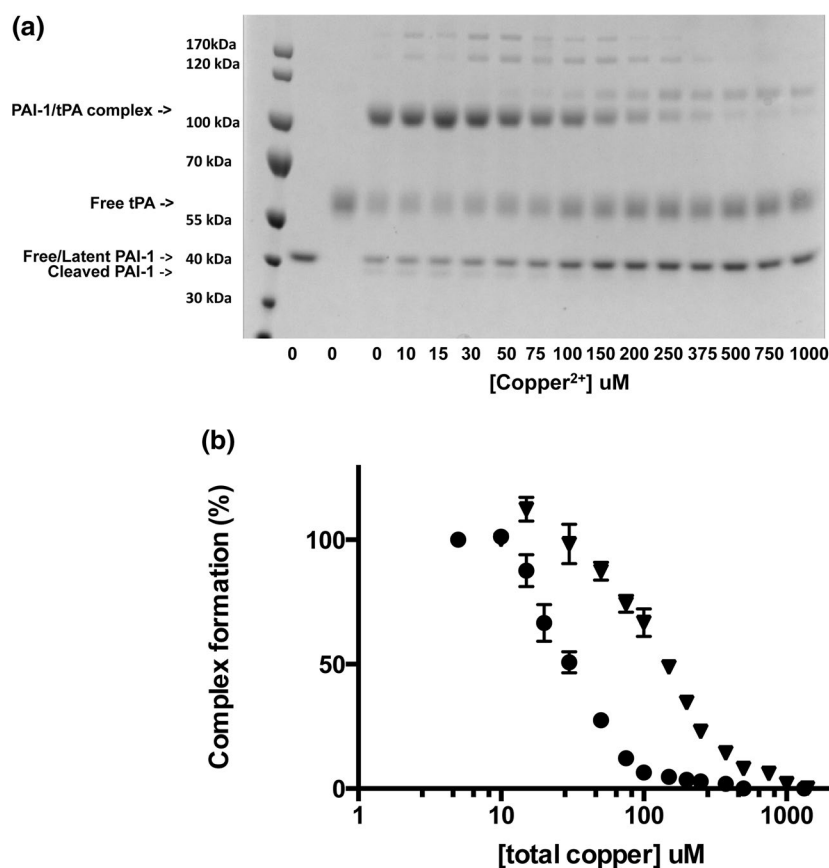 (a)
170kDa
120 kDa
PAI-1/tPA complex ->
100 kDa
70 kDa
Free tPA ->
55 kDa
Free/Latent PAI-1 ->
40 kDa
Cleaved PAI-1 ->
30 kDa
0 0 0 10 15 30 50 75 100 150 200 250 375 500 750 1000
[Copper²⁺] uM
(b)
Complex formation (%)
100
50
0
1 10 100 1000
[total copper] uM